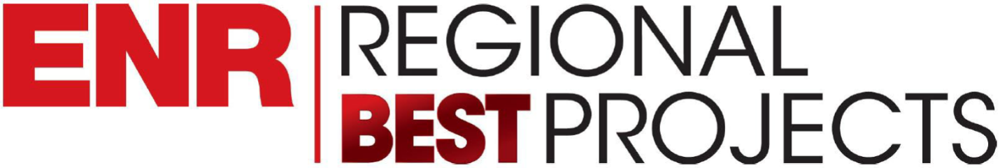 ENR
REGIONAL
BEST PROJECTS